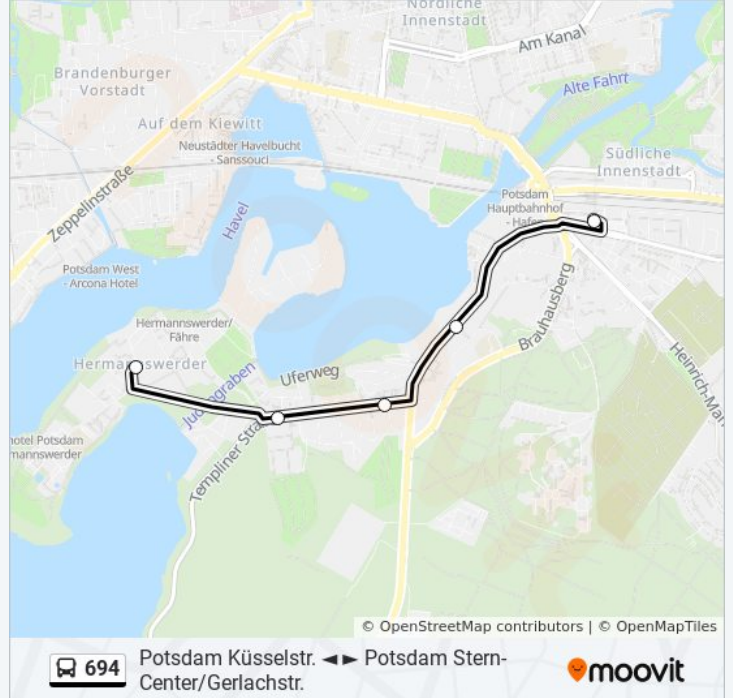 Nördliche
Innenstadt
Am Kanal
Brandenburger
Vorstadt
Alte Fahrt
Auf dem Kiewitt
Neustädter Havelbucht
- Sanssouci
Südliche
Innenstadt
Zeppelinstraße
Potsdam
Hauptbahnhof
- Hafen
Havel
Potsdam West
- Arcona Hotel
Brauhausberg
Hermannswerder/
Fähre
Hermannswerder
Uferweg
Judengraben
Heinrich-Man
hotel Potsdam
mannswerder
Templiner Straß
© OpenStreetMap contributors | © OpenMapTiles
694
Potsdam Küsselstr. ◄► Potsdam Stern-
Center/Gerlachstr.
moovit